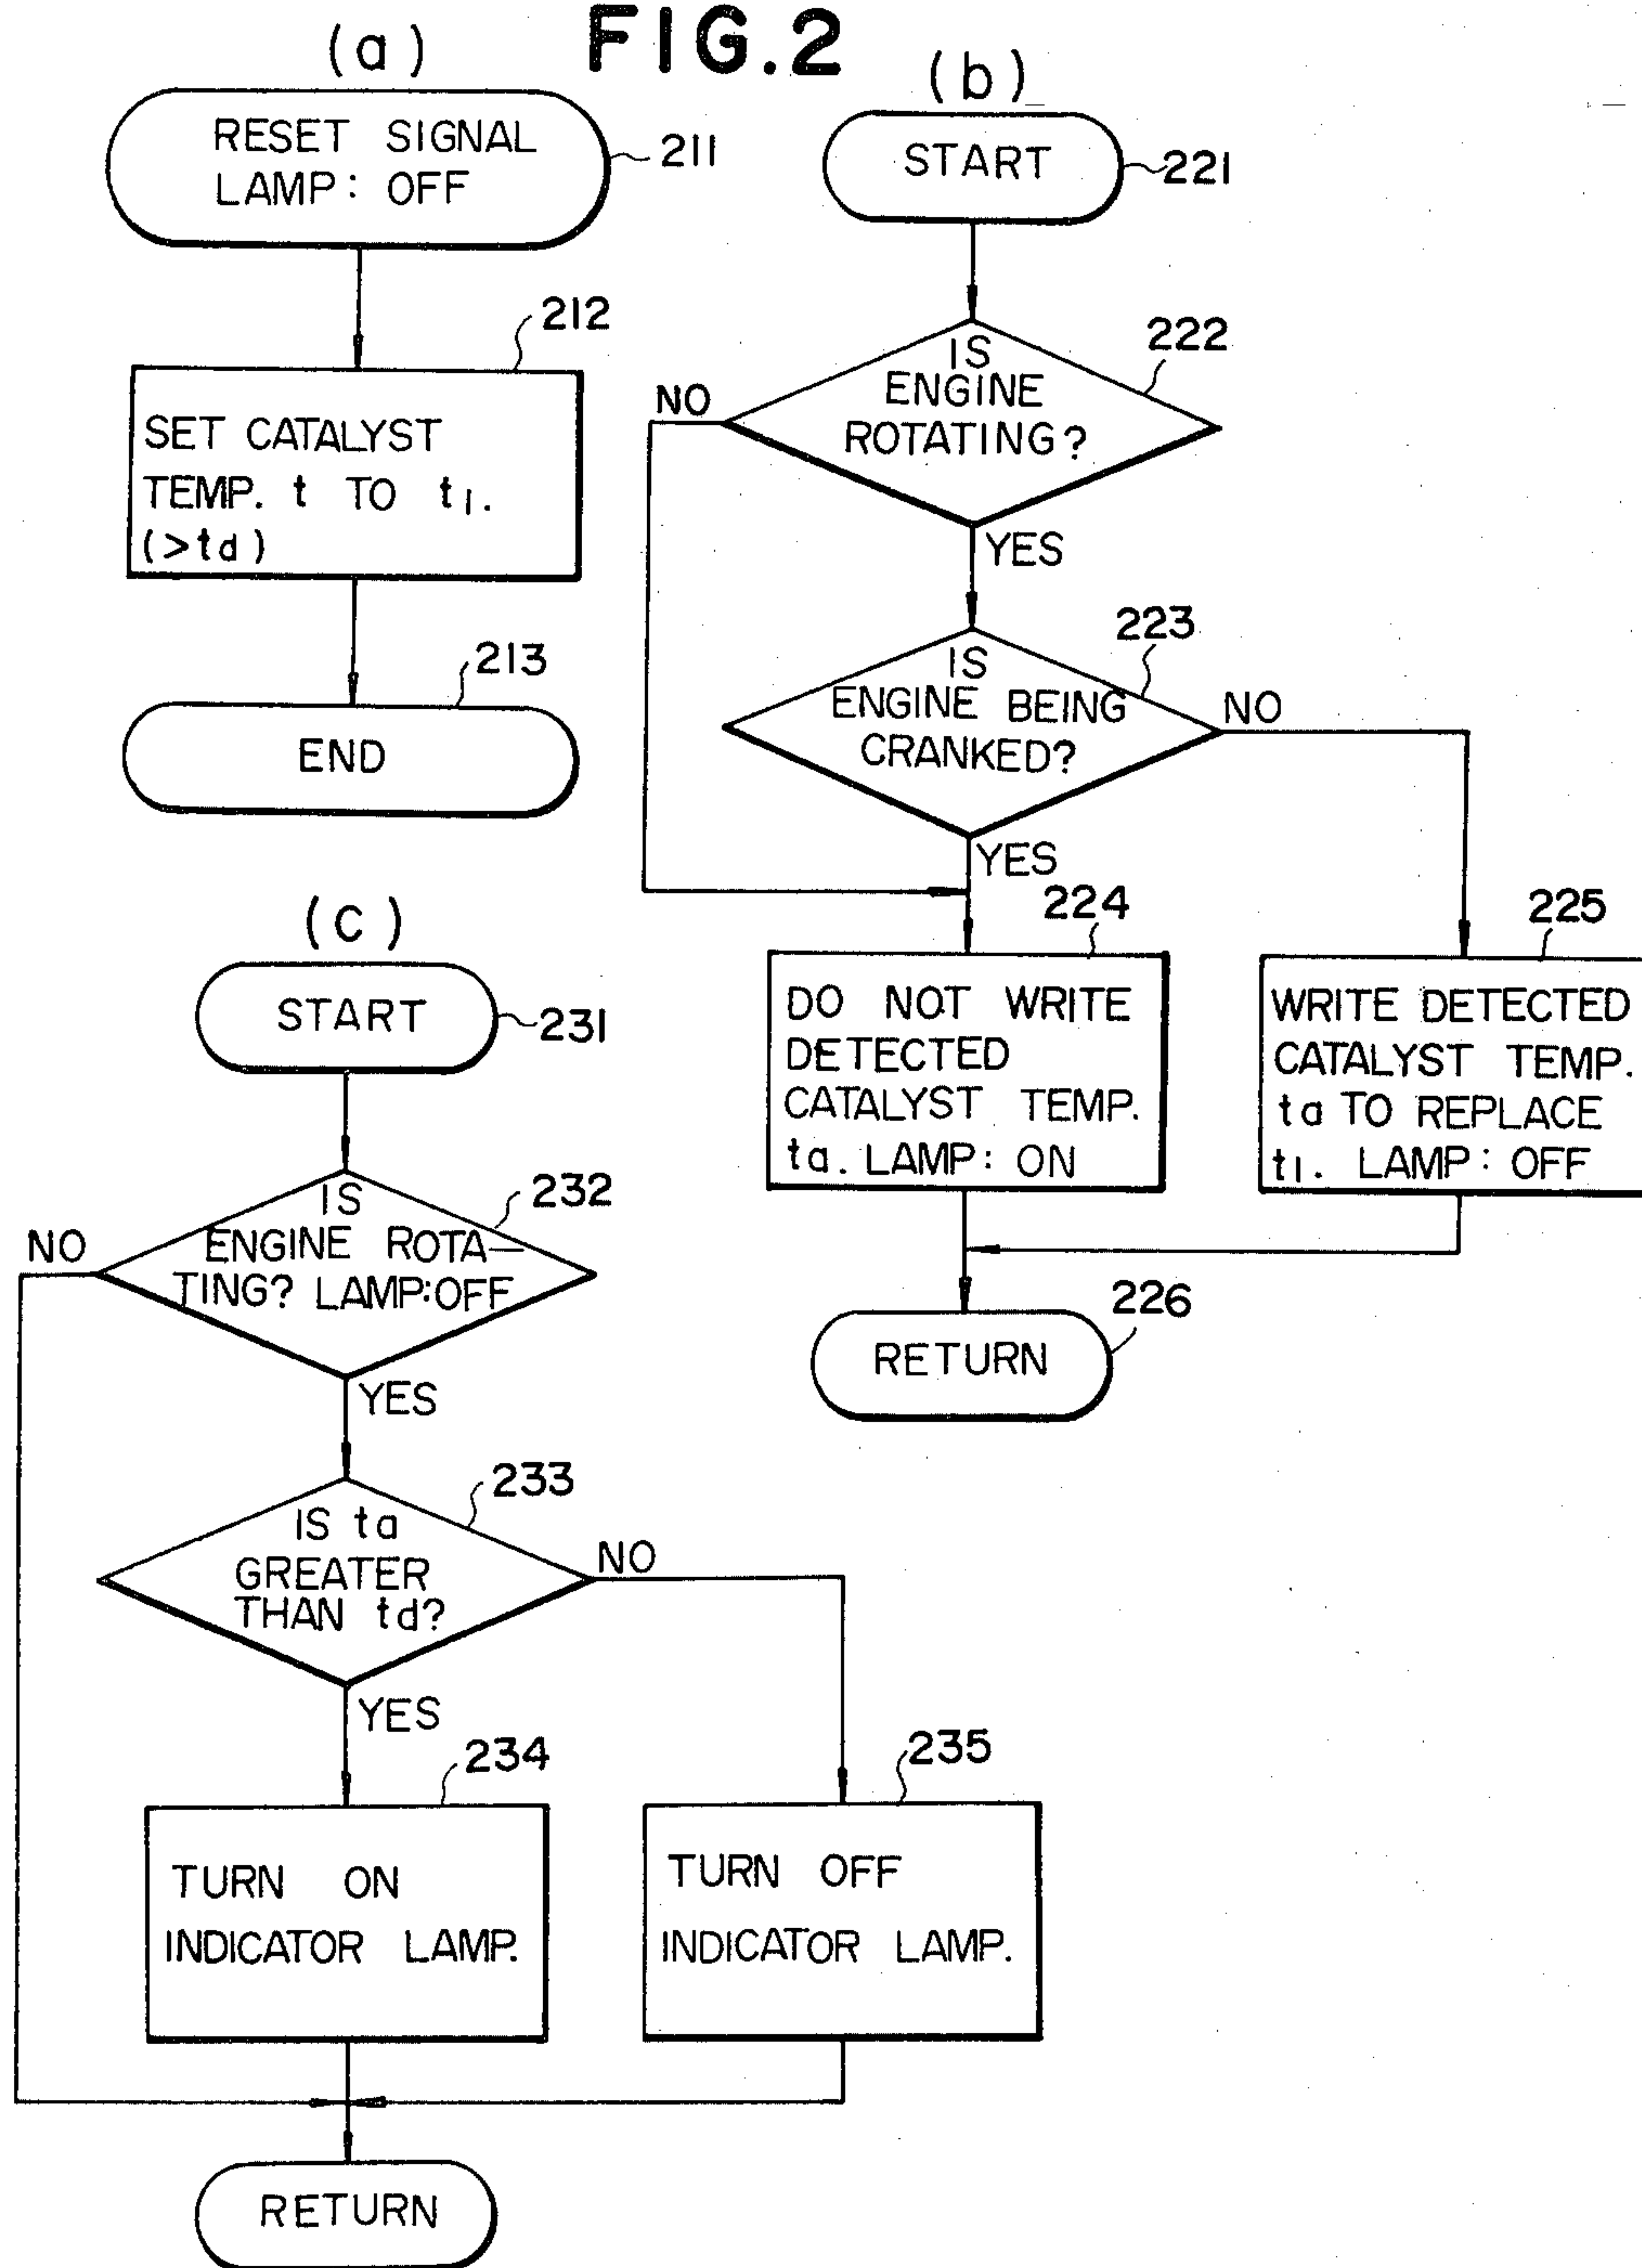 FIG.2
(a)
RESET SIGNAL
LAMP: OFF
211
212
SET CATALYST
TEMP. t TO t1.
(>td)
213
END
(b)
START
221
222
IS
ENGINE
ROTATING?
NO
YES
223
IS
ENGINE BEING
CRANKED?
NO
YES
224
DO NOT WRITE
DETECTED
CATALYST TEMP.
ta. LAMP: ON
225
WRITE DETECTED
CATALYST TEMP.
ta TO REPLACE
t1. LAMP: OFF
226
RETURN
(c)
START
231
232
IS
ENGINE ROTA-
TING? LAMP:OFF
NO
YES
233
IS ta
GREATER
THAN td?
NO
YES
234
TURN ON
INDICATOR LAMP.
235
TURN OFF
INDICATOR LAMP.
RETURN